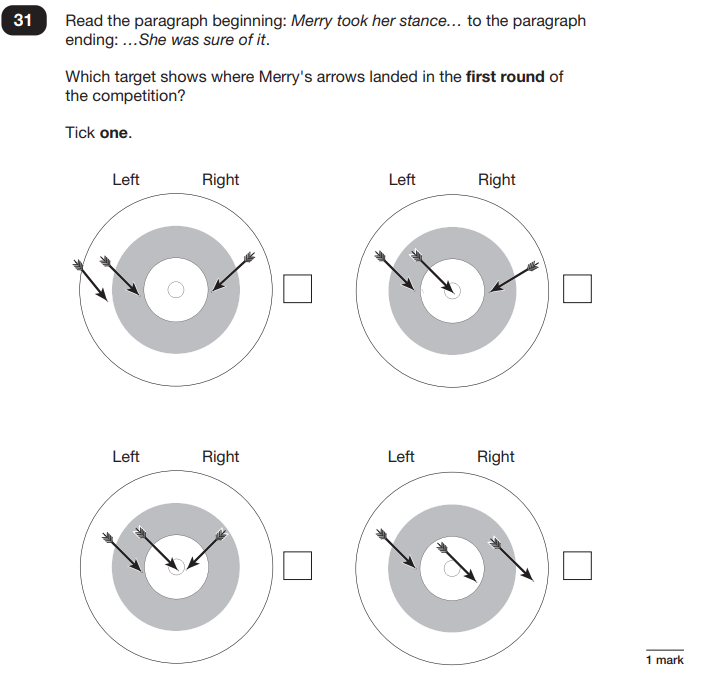 31
Read the paragraph beginning: Merry took her stance… to the paragraph
ending: …She was sure of it.
Which target shows where Merry's arrows landed in the first round of
the competition?
Tick one.
Left Right
Left Right
Left Right
Left Right
1 mark